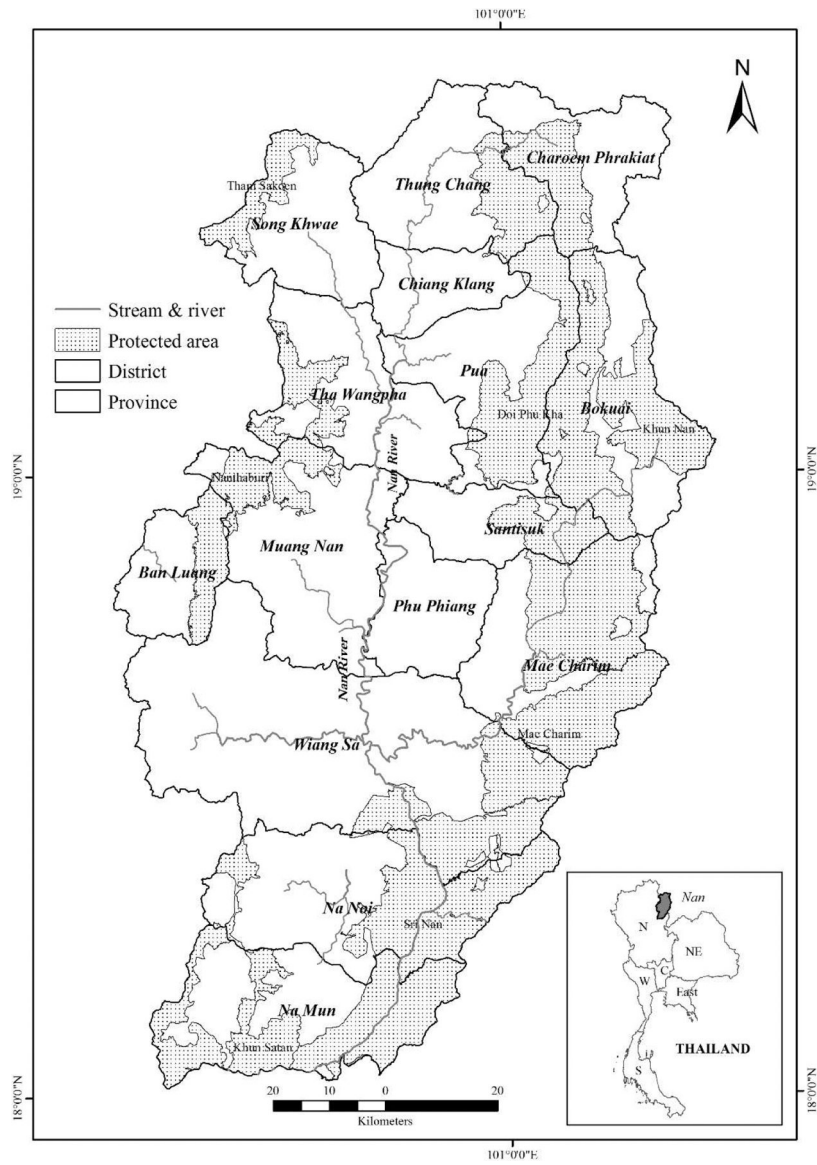 101°0'0"E
N
Charoem Phrakiat
Thung Chang
Tham Sakoen
Song Khwae
Chiang Klang
Stream & river
Protected area
District
Province
Pua
Tha Wangpha
Doi Phu Kha
Bokuai
Khun Nan
Nan River
19°0'0"N
19°0'0"N
Nanthaburi
Santisuk
Muang Nan
Ban Luang
Phu Phiang
Nan River
Mae Charim
Mae Charim
Wiang Sa
Na Noi
Sri Nan
Na Mun
Khun Satan
Nan
N
NE
C
W
East
THAILAND
S
18°0'0"N
18°0'0"N
20 10 0 20
Kilometers
101°0'0"E